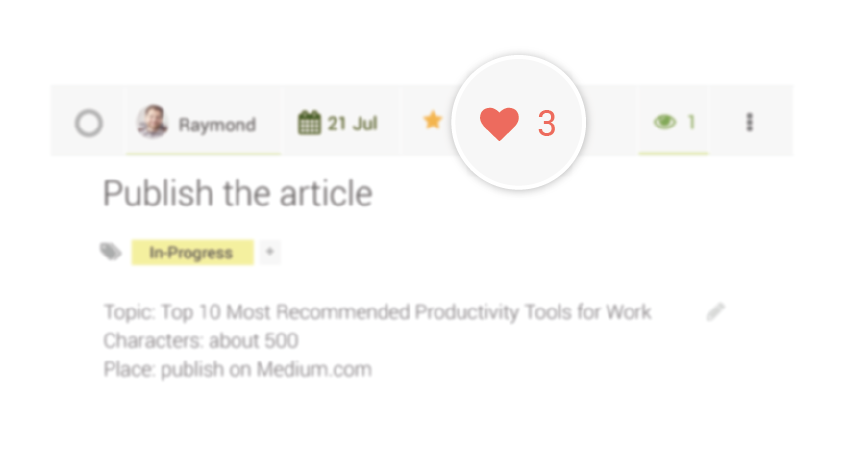 Raymond
21 Jul
3
1
Publish the article
In-Progress
+
Topic: Top 10 Most Recommended Productivity Tools for Work
Characters: about 500
Place: publish on Medium.com